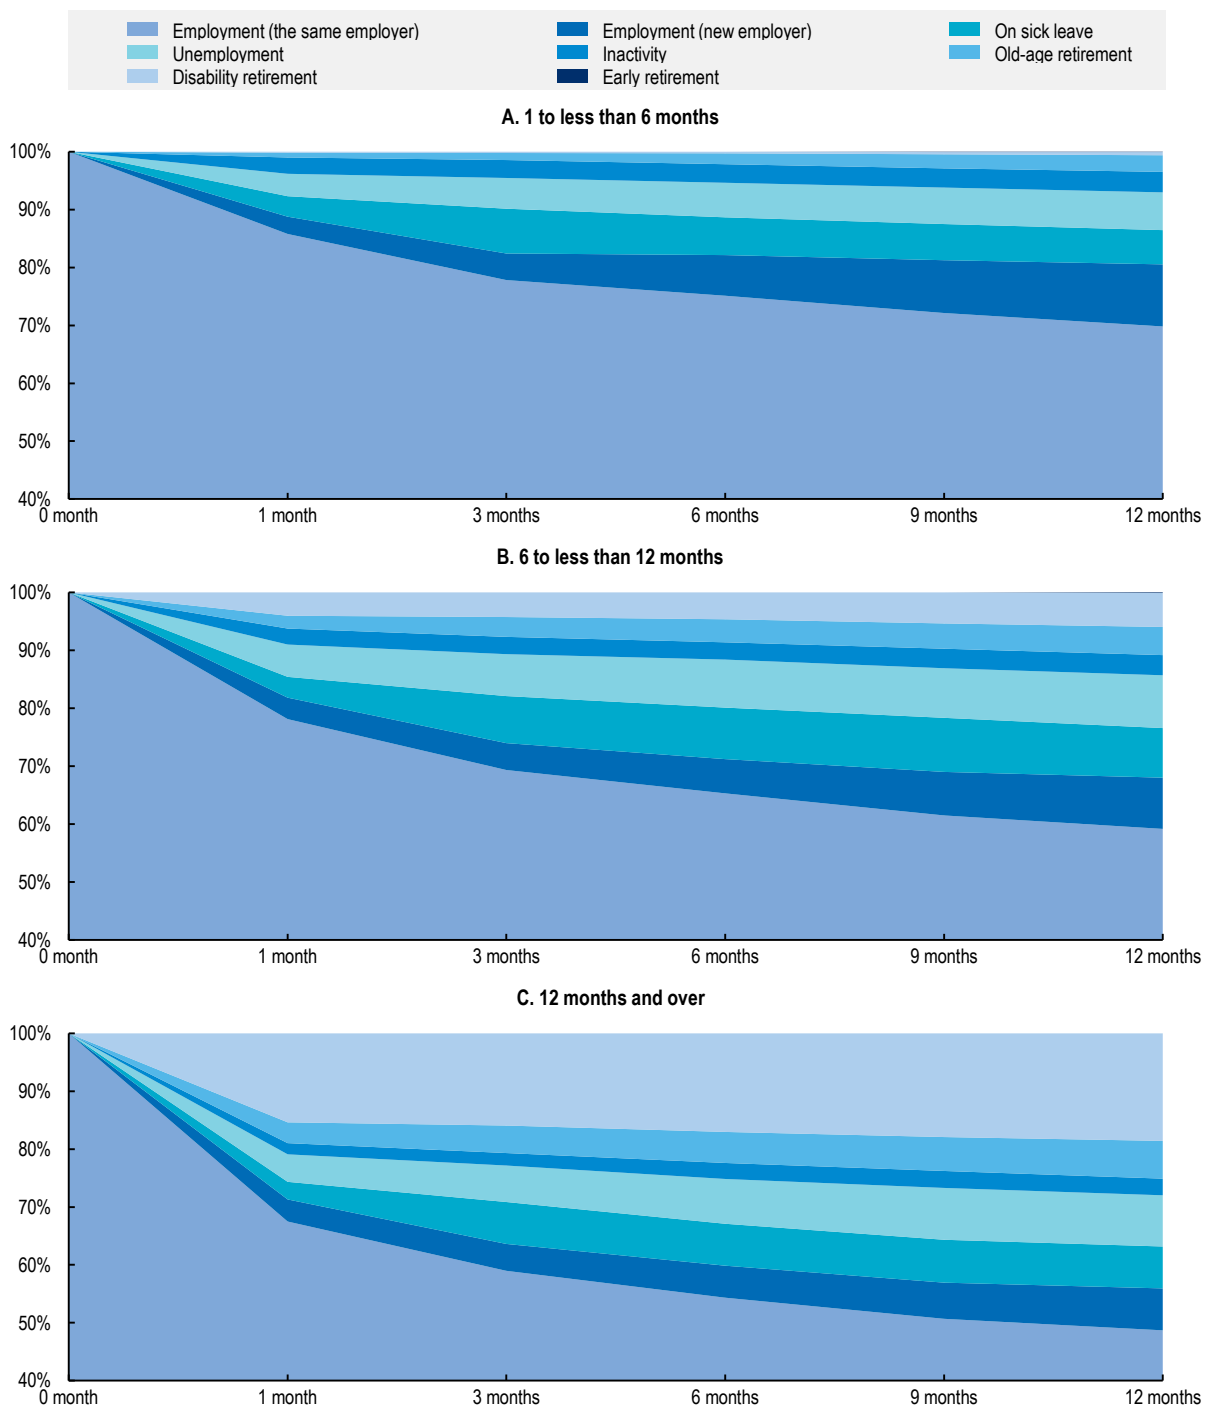 Employment (the same employer) Employment (new employer) On sick leave
Unemployment Inactivity Old-age retirement
Disability retirement Early retirement
A. 1 to less than 6 months
100%
90%
80%
70%
60%
50%
40%
0 month 1 month 3 months 6 months 9 months 12 months
B. 6 to less than 12 months
100%
90%
80%
70%
60%
50%
40%
0 month 1 month 3 months 6 months 9 months 12 months
C. 12 months and over
100%
90%
80%
70%
60%
50%
40%
0 month 1 month 3 months 6 months 9 months 12 months